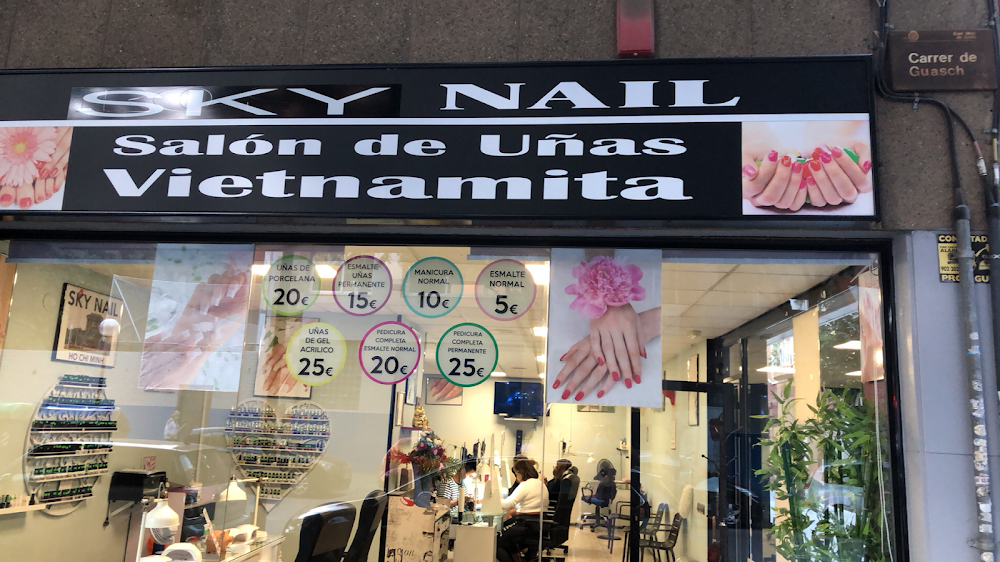 SKY NAIL
Salón de Uñas
Vietnamita
Carrer de
Guasch
UÑAS DE
PORCELANA
20€
ESMALTE
UÑAS
PERMANENTE
15€
MANICURA
NORMAL
10€
ESMALTE
NORMAL
5€
UÑAS
DE GEL
ACRILICO
25€
PEDICURA
COMPLETA
ESMALTE NORMAL
20€
PEDICURA
COMPLETA
PERMANENTE
25€
SKY NAIL
HO CHI MINH